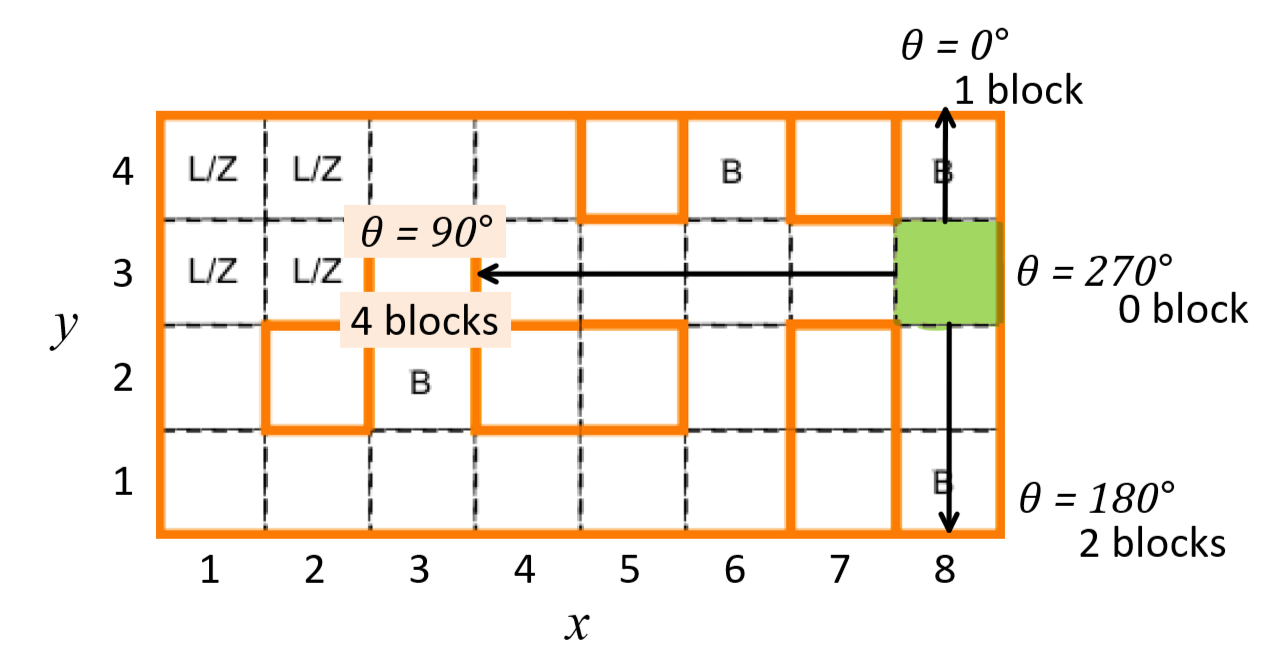 θ = 0°
1 block
4 L/Z L/Z B B
θ = 90°
3 L/Z L/Z θ = 270°
0 block
4 blocks
y
2 B
1 B θ = 180°
2 blocks
1 2 3 4 5 6 7 8
x